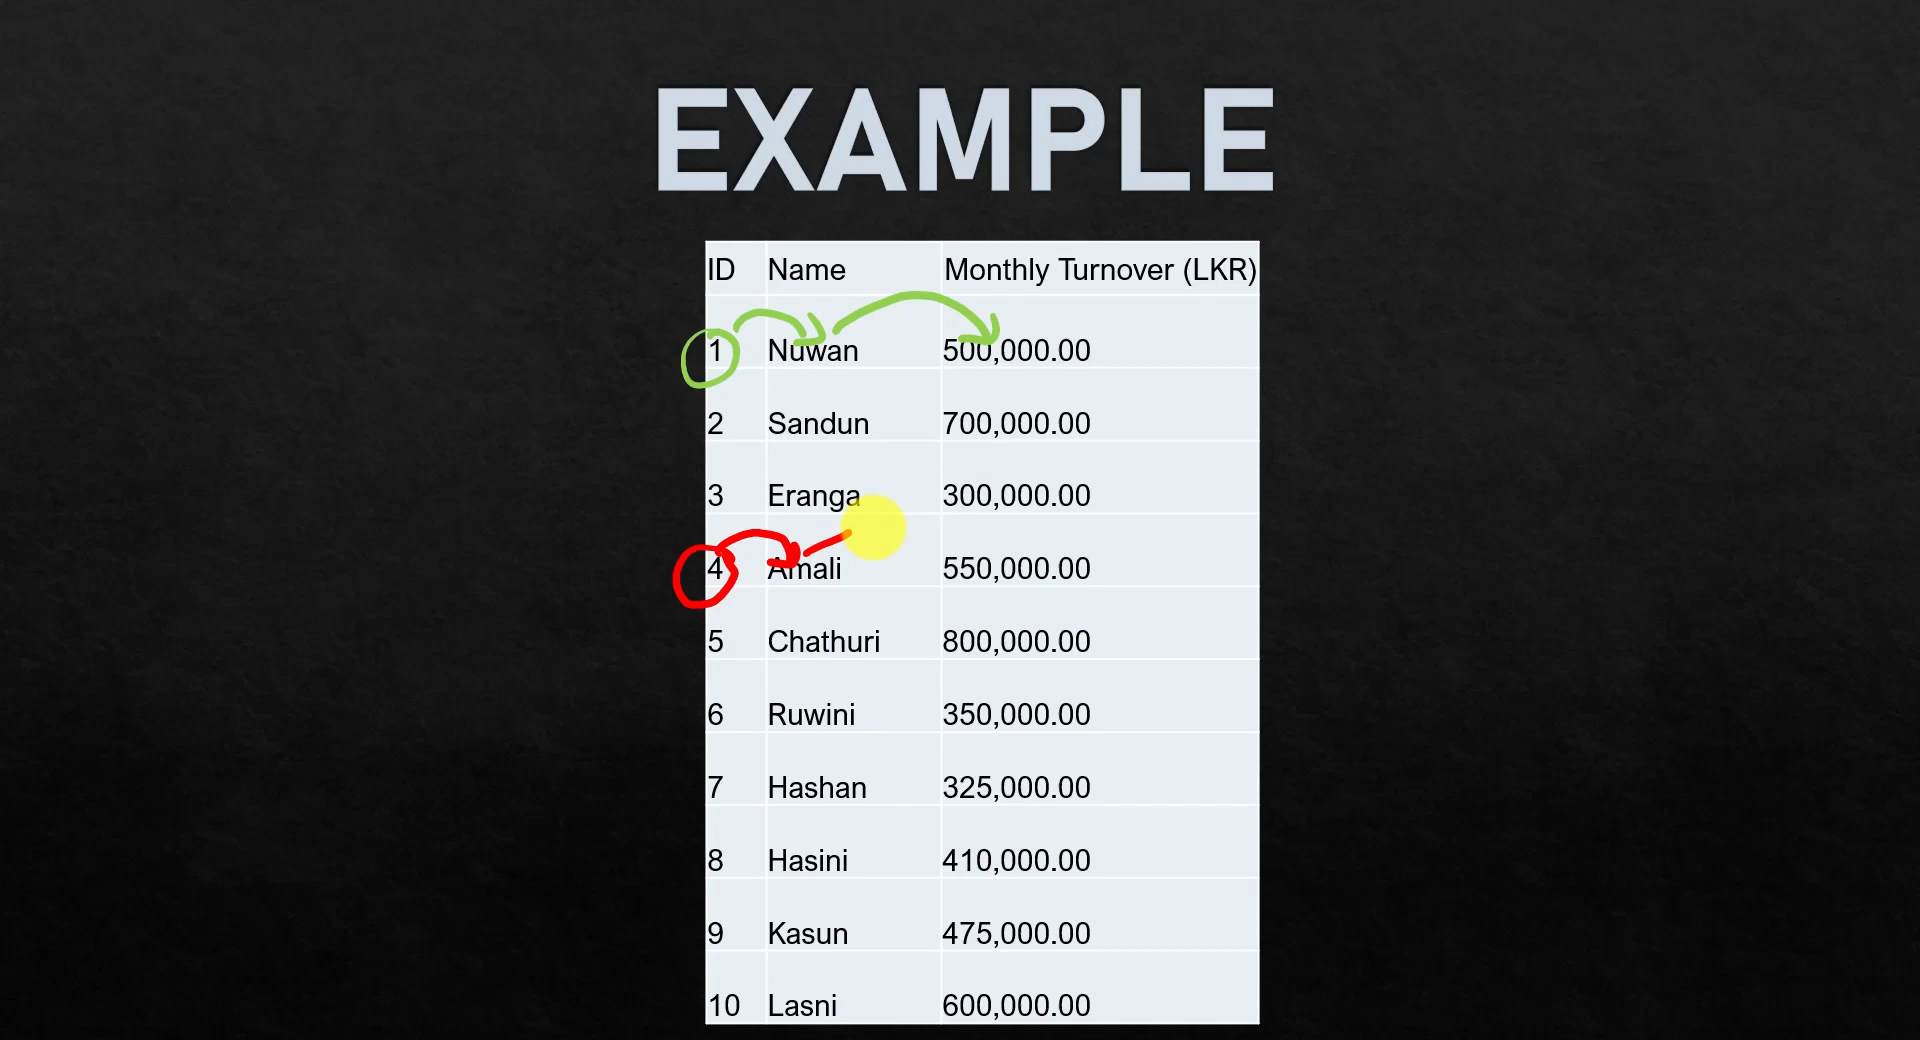 EXAMPLE
ID Name Monthly Turnover (LKR)
1 Nuwan 500,000.00
2 Sandun 700,000.00
3 Eranga 300,000.00
4 Amali 550,000.00
5 Chathuri 800,000.00
6 Ruwini 350,000.00
7 Hashan 325,000.00
8 Hasini 410,000.00
9 Kasun 475,000.00
10 Lasni 600,000.00